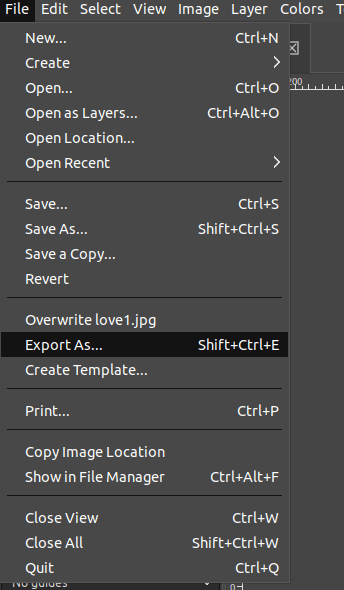 File Edit Select View Image Layer Colors T
200
New... Ctrl+N
Create
Open... Ctrl+O
Open as Layers... Ctrl+Alt+O
Open Location...
Open Recent
Save... Ctrl+S
Save As... Shift+Ctrl+S
Save a Copy...
Revert
Overwrite love1.jpg
Export As... Shift+Ctrl+E
Create Template...
Print... Ctrl+P
Copy Image Location
Show in File Manager Ctrl+Alt+F
Close View Ctrl+W
Close All Shift+Ctrl+W
Quit Ctrl+Q
No guides 0